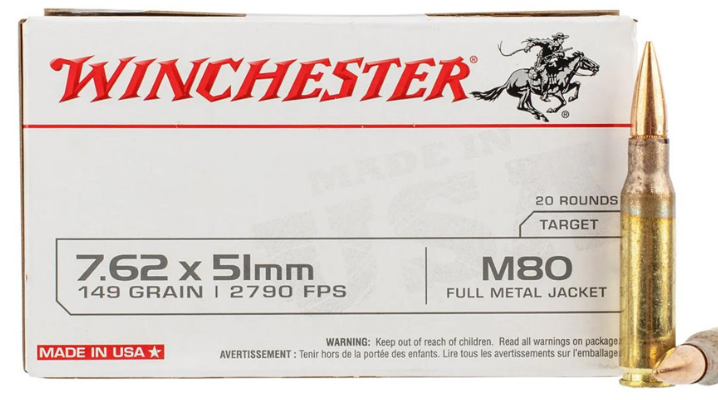 WINCHESTER®
®
MADE IN
USA
20 ROUNDS
TARGET
7.62 x 51mm
149 GRAIN | 2790 FPS
M80
FULL METAL JACKET
WARNING: Keep out of reach of children. Read all warnings on package
AVERTISSEMENT : Tenir hors de la portée des enfants. Lire tous les avertissements sur l'emballage
MADE IN USA ★